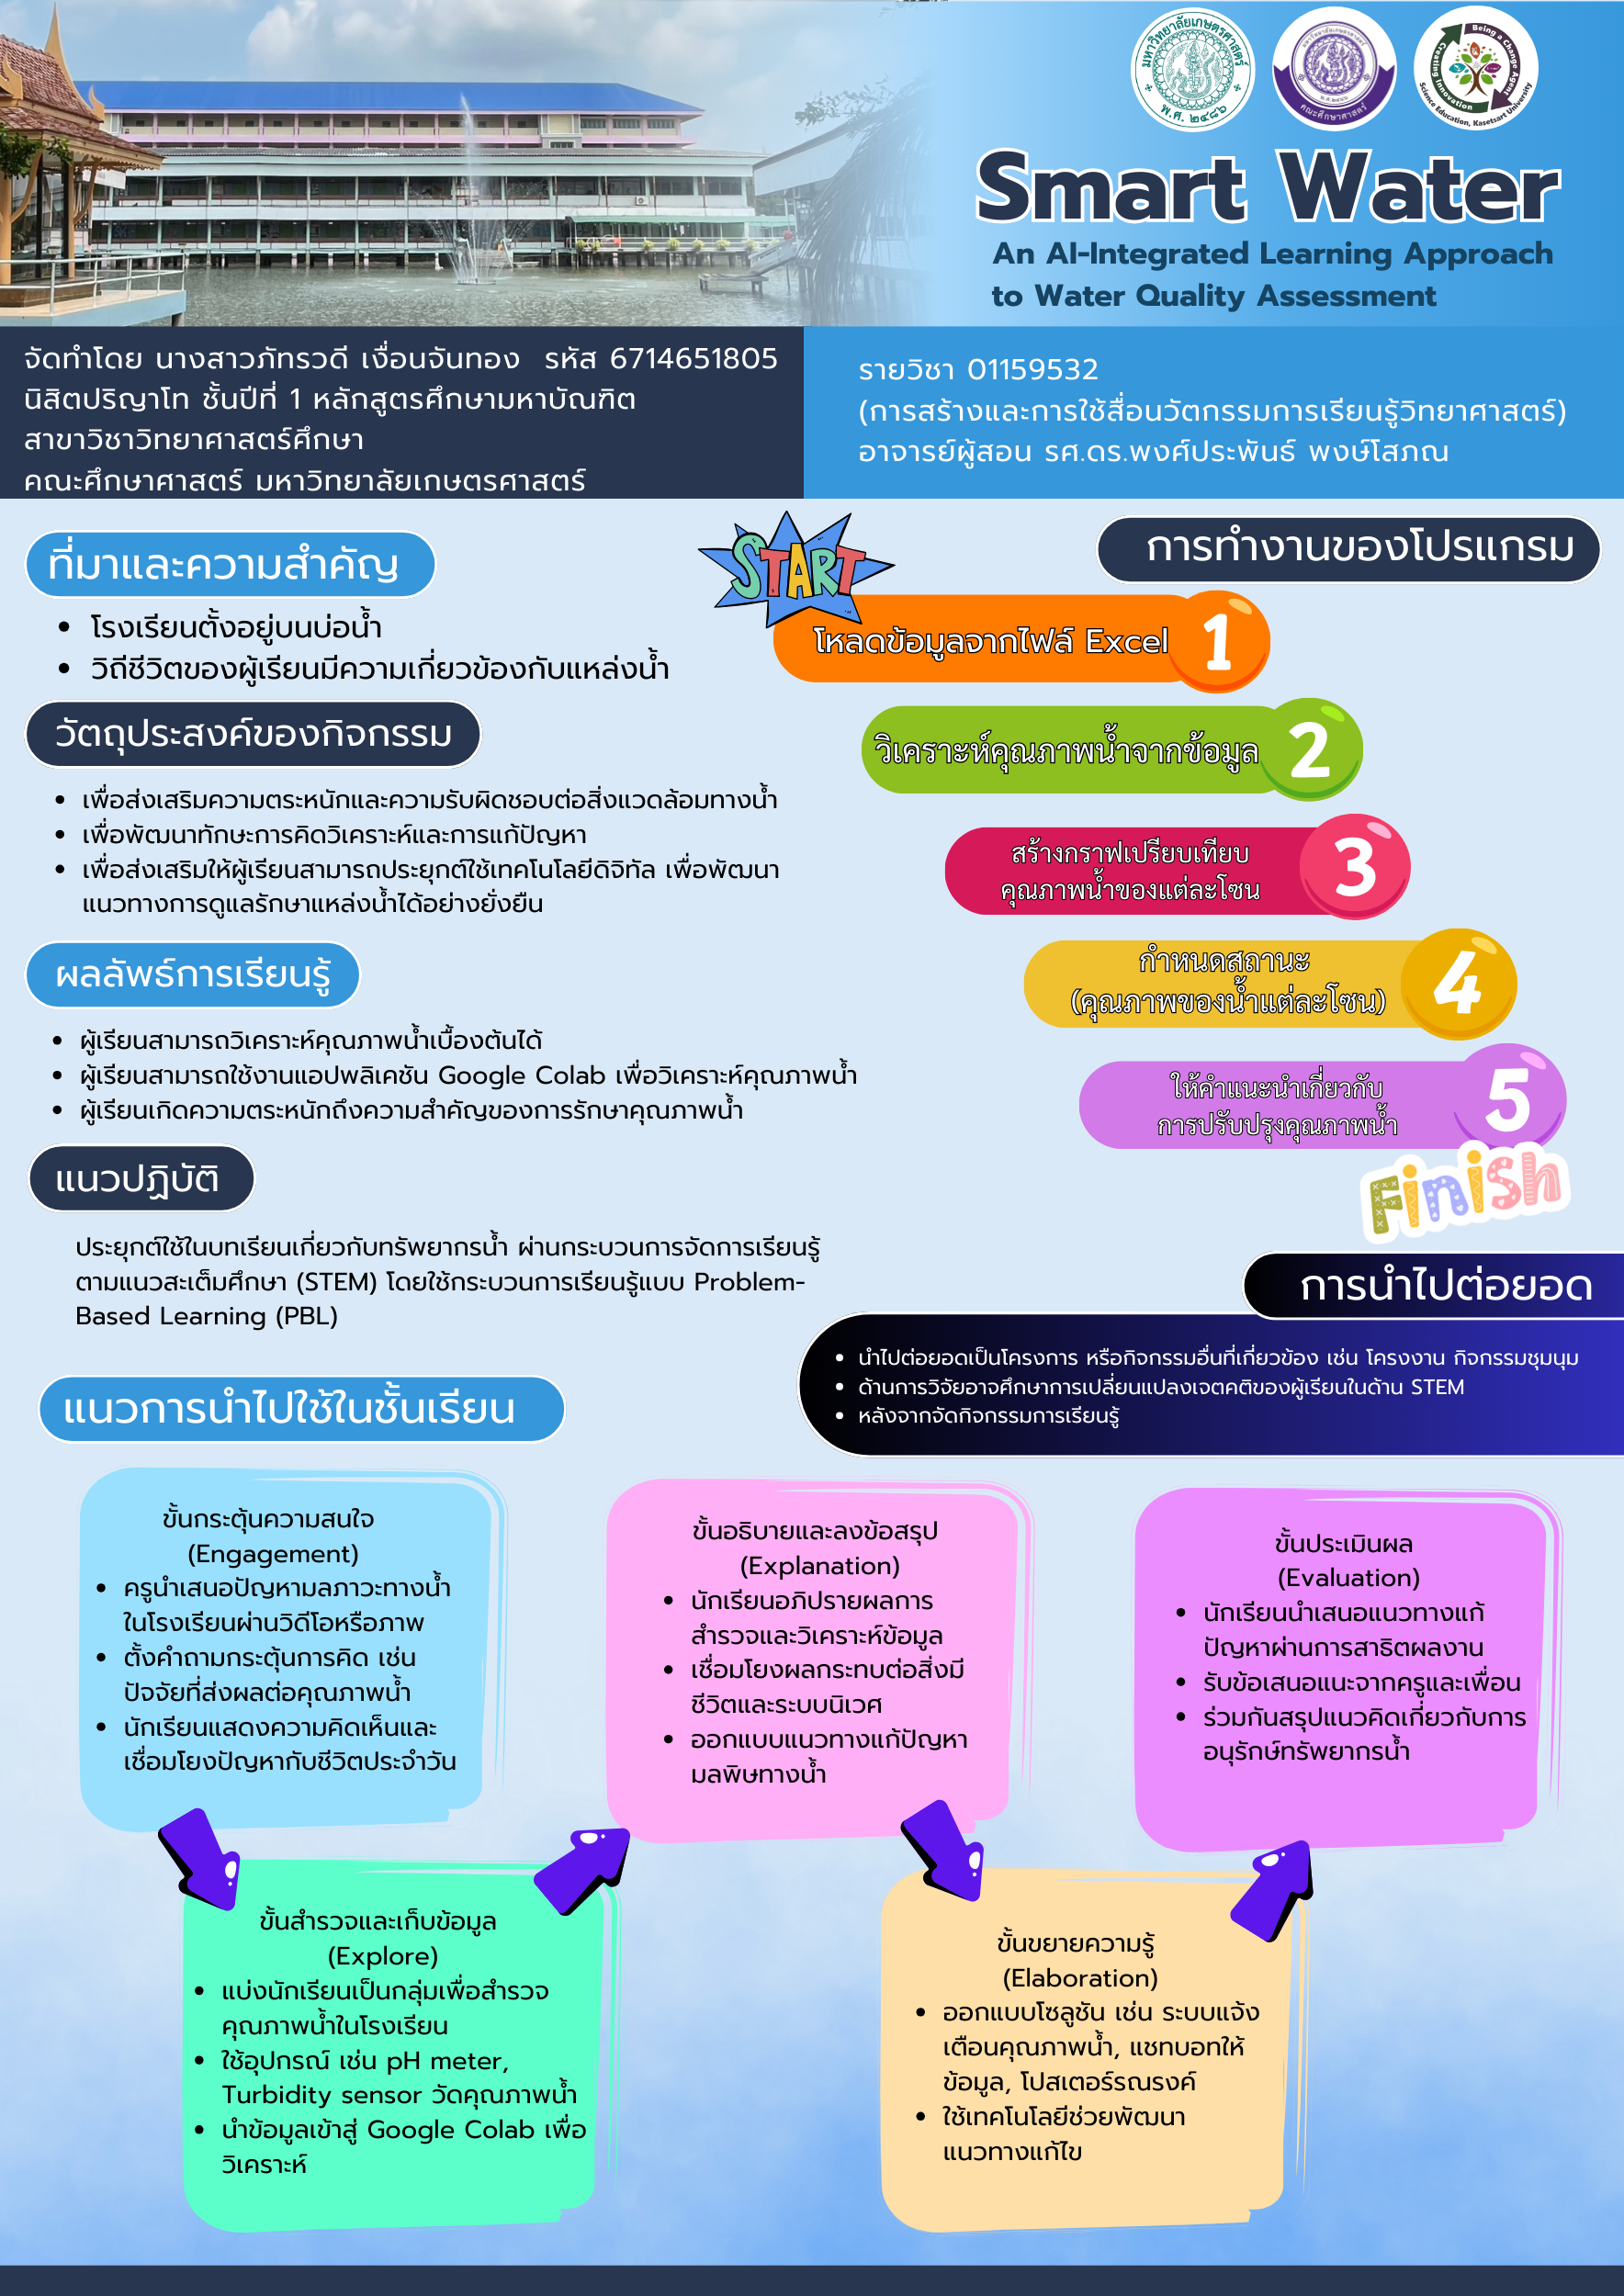 มหาวิทยาลัยเกษตรศาสตร์
พ.ศ. ๒๔๘๖
คณะศึกษาศาสตร์
Being a Change Agent
Creating Innovation
Science Education, Kasetsart University
Smart Water
An AI-Integrated Learning Approach
to Water Quality Assessment
จัดทำโดย นางสาวภัทรวดี เงื่อนจันทอง รหัส 6714651805
นิสิตปริญาโท ชั้นปีที่ 1 หลักสูตรศึกษามหาบัณฑิต
สาขาวิชาวิทยาศาสตร์ศึกษา
คณะศึกษาศาสตร์ มหาวิทยาลัยเกษตรศาสตร์
รายวิชา 01159532
(การสร้างและการใช้สื่อนวัตกรรมการเรียนรู้วิทยาศาสตร์)
อาจารย์ผู้สอน รศ.ดร.พงศ์ประพันธ์ พงษ์โสภณ
ที่มาและความสำคัญ
• โรงเรียนตั้งอยู่บนบ่อน้ำ
• วิถีชีวิตของผู้เรียนมีความเกี่ยวข้องกับแหล่งน้ำ
วัตถุประสงค์ของกิจกรรม
• เพื่อส่งเสริมความตระหนักและความรับผิดชอบต่อสิ่งแวดล้อมทางน้ำ
• เพื่อพัฒนาทักษะการคิดวิเคราะห์และการแก้ปัญหา
• เพื่อส่งเสริมให้ผู้เรียนสามารถประยุกต์ใช้เทคโนโลยีดิจิทัล เพื่อพัฒนา
แนวทางการดูแลรักษาแหล่งน้ำได้อย่างยั่งยืน
ผลลัพธ์การเรียนรู้
• ผู้เรียนสามารถวิเคราะห์คุณภาพน้ำเบื้องต้นได้
• ผู้เรียนสามารถใช้งานแอปพลิเคชัน Google Colab เพื่อวิเคราะห์คุณภาพน้ำ
• ผู้เรียนเกิดความตระหนักถึงความสำคัญของการรักษาคุณภาพน้ำ
แนวปฏิบัติ
ประยุกต์ใช้ในบทเรียนเกี่ยวกับทรัพยากรน้ำ ผ่านกระบวนการจัดการเรียนรู้
ตามแนวสะเต็มศึกษา (STEM) โดยใช้กระบวนการเรียนรู้แบบ Problem-
Based Learning (PBL)
การทำงานของโปรแกรม
START
โหลดข้อมูลจากไฟล์ Excel 1
วิเคราะห์คุณภาพน้ำจากข้อมูล 2
สร้างกราฟเปรียบเทียบ
คุณภาพน้ำของแต่ละโซน 3
กำหนดสถานะ
(คุณภาพของน้ำแต่ละโซน) 4
ให้คำแนะนำเกี่ยวกับ
การปรับปรุงคุณภาพน้ำ 5
Finish
การนำไปต่อยอด
• นำไปต่อยอดเป็นโครงการ หรือกิจกรรมอื่นที่เกี่ยวข้อง เช่น โครงงาน กิจกรรมชุมนุม
• ด้านการวิจัยอาจศึกษาการเปลี่ยนแปลงเจตคติของผู้เรียนในด้าน STEM
• หลังจากจัดกิจกรรมการเรียนรู้
แนวการนำไปใช้ในชั้นเรียน
ขั้นกระตุ้นความสนใจ
(Engagement)
• ครูนำเสนอปัญหามลภาวะทางน้ำ
ในโรงเรียนผ่านวิดีโอหรือภาพ
• ตั้งคำถามกระตุ้นการคิด เช่น
ปัจจัยที่ส่งผลต่อคุณภาพน้ำ
• นักเรียนแสดงความคิดเห็นและ
เชื่อมโยงปัญหากับชีวิตประจำวัน
ขั้นสำรวจและเก็บข้อมูล
(Explore)
• แบ่งนักเรียนเป็นกลุ่มเพื่อสำรวจ
คุณภาพน้ำในโรงเรียน
• ใช้อุปกรณ์ เช่น pH meter,
Turbidity sensor วัดคุณภาพน้ำ
• นำข้อมูลเข้าสู่ Google Colab เพื่อ
วิเคราะห์
ขั้นอธิบายและลงข้อสรุป
(Explanation)
• นักเรียนอภิปรายผลการ
สำรวจและวิเคราะห์ข้อมูล
• เชื่อมโยงผลกระทบต่อสิ่งมี
ชีวิตและระบบนิเวศ
• ออกแบบแนวทางแก้ปัญหา
มลพิษทางน้ำ
ขั้นขยายความรู้
(Elaboration)
• ออกแบบโซลูชัน เช่น ระบบแจ้ง
เตือนคุณภาพน้ำ, แชทบอทให้
ข้อมูล, โปสเตอร์รณรงค์
• ใช้เทคโนโลยีช่วยพัฒนา
แนวทางแก้ไข
ขั้นประเมินผล
(Evaluation)
• นักเรียนนำเสนอแนวทางแก้
ปัญหาผ่านการสาธิตผลงาน
• รับข้อเสนอแนะจากครูและเพื่อน
• ร่วมกันสรุปแนวคิดเกี่ยวกับการ
อนุรักษ์ทรัพยากรน้ำ